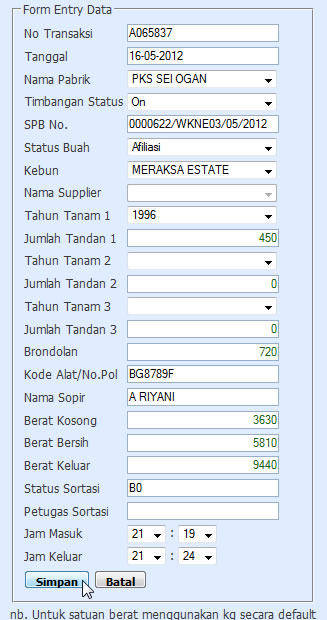 Form Entry Data
No Transaksi A065837
Tanggal 16-05-2012
Nama Pabrik PKS SEI OGAN
Timbangan Status On
SPB No. 0000622/WKNE03/05/2012
Status Buah Afiliasi
Kebun MERAKSA ESTATE
Nama Supplier
Tahun Tanam 1 1996
Jumlah Tandan 1 450
Tahun Tanam 2
Jumlah Tandan 2 0
Tahun Tanam 3
Jumlah Tandan 3 0
Brondolan 720
Kode Alat/No.Pol BG8789F
Nama Sopir A RIYANI
Berat Kosong 3630
Berat Bersih 5810
Berat Keluar 9440
Status Sortasi B0
Petugas Sortasi
Jam Masuk 21 : 19
Jam Keluar 21 : 24
Simpan Batal
nb. Untuk satuan berat menggunakan kg secara default